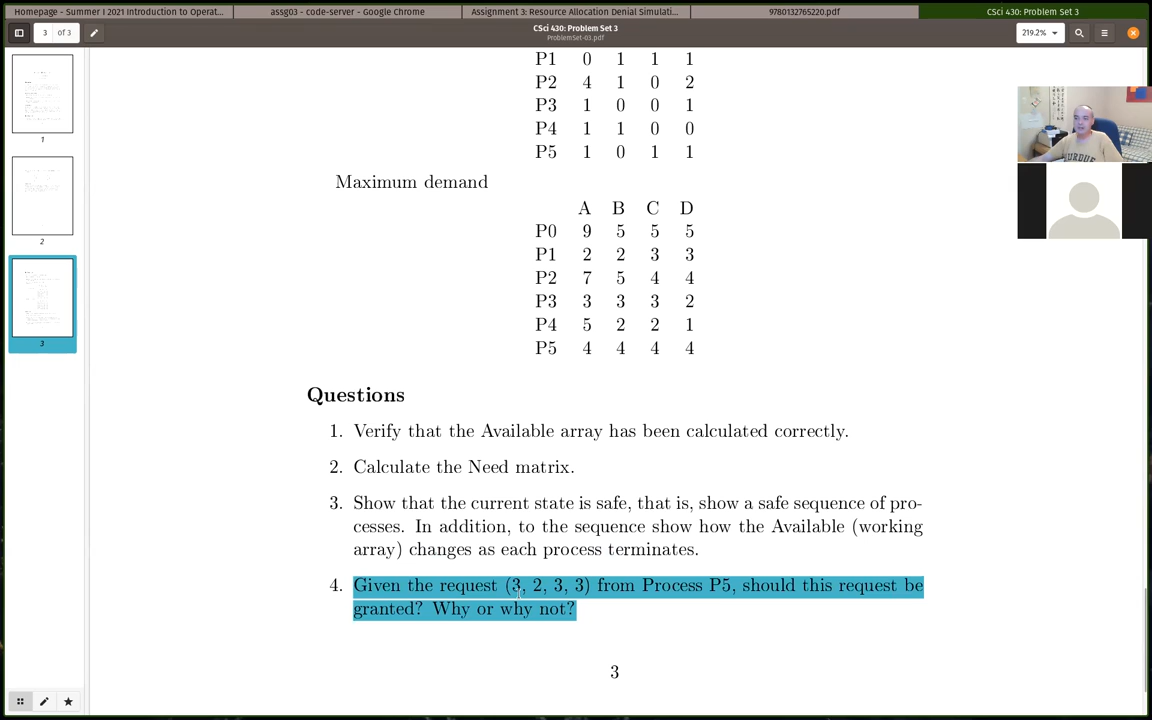 Homepage - Summer I 2021 Introduction to Operat...
assg03 - code-server - Google Chrome
Assignment 3: Resource Allocation Denial Simulati...
9780132765220.pdf
CSci 430: Problem Set 3
3 of 3
CSci 430: Problem Set 3
ProblemSet-03.pdf
219.2%
1
2
3
P1 0 1 1 1
P2 4 1 0 2
P3 1 0 0 1
P4 1 1 0 0
P5 1 0 1 1
Maximum demand
A B C D
P0 9 5 5 5
P1 2 2 3 3
P2 7 5 4 4
P3 3 3 3 2
P4 5 2 2 1
P5 4 4 4 4
Questions
1. Verify that the Available array has been calculated correctly.
2. Calculate the Need matrix.
3. Show that the current state is safe, that is, show a safe sequence of pro-
cesses. In addition, to the sequence show how the Available (working
array) changes as each process terminates.
4. Given the request (3, 2, 3, 3) from Process P5, should this request be
granted? Why or why not?
3